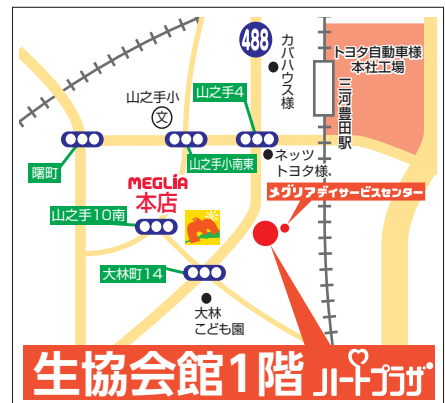 488
カバハウス様
トヨタ自動車様
本社工場
三河豊田駅
山之手小
文
山之手4
曙町
山之手小南東
ネッツ
トヨタ様
MEGLiA
本店
メグリアデイサービスセンター
山之手10南
大林町14
大林
こども園
生協会館1階 ハートプラザ